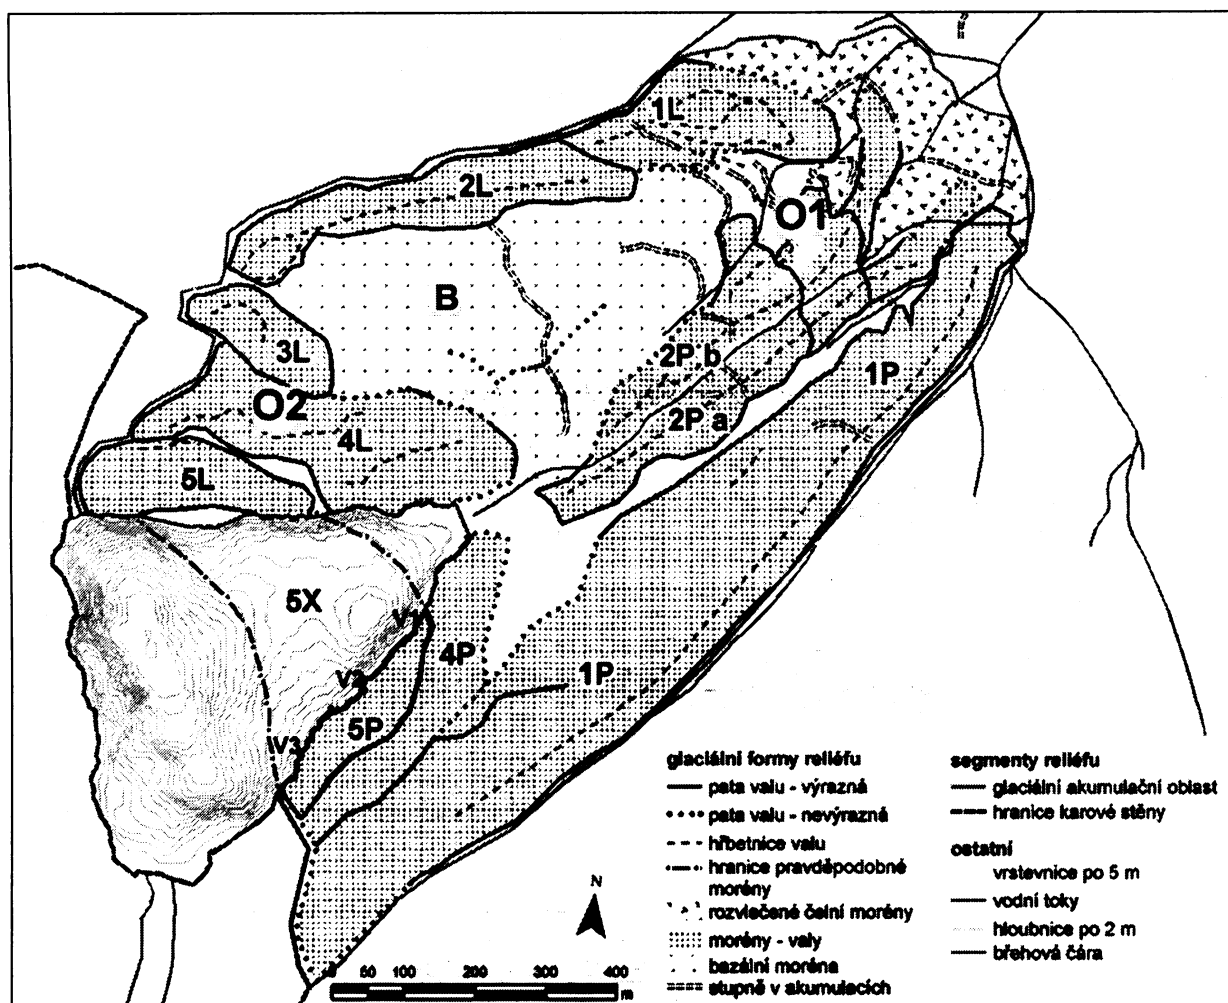 1L
2L
O1
B
3L
2P b
1P
O2
4L
2P a
5L
5X
V1
4P
V2
1P
5P
V3
glaciální formy reliéfu
pata valu - výrazná
pata valu - nevýrazná
hřbetnice valu
hranice pravděpodobné
morény
rozvlečené čelní morény
morény - valy
bazální moréna
stupně v akumulacích
segmenty reliéfu
glaciální akumulační oblast
hranice karové stěny
ostatní
vrstevnice po 5 m
vodní toky
hloubnice po 2 m
břehová čára
N
0 50 100 200 300 400
m